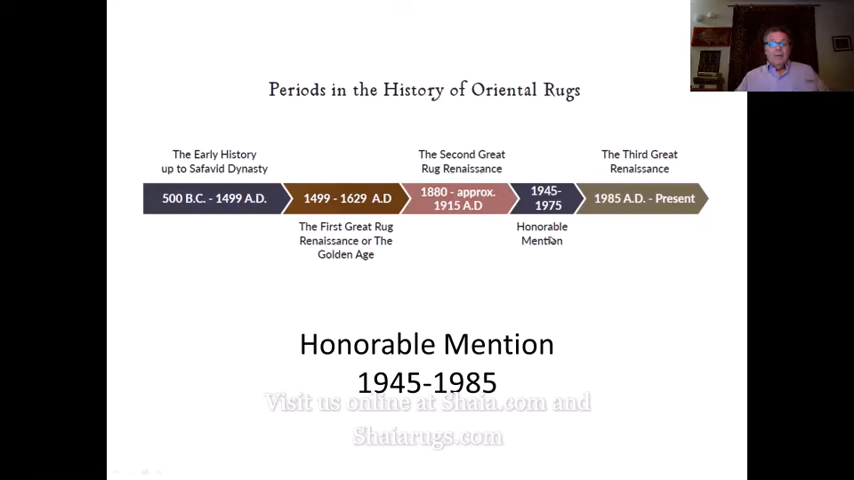 Periods in the History of Oriental Rugs
The Early History
up to Safavid Dynasty
The Second Great
Rug Renaissance
The Third Great
Renaissance
500 B.C. - 1499 A.D.
1499 - 1629 A.D
1880 - approx.
1915 A.D
1945-
1975
1985 A.D. - Present
The First Great Rug
Renaissance or The
Golden Age
Honorable
Mention
Honorable Mention
1945-1985
Visit us online at Shaia.com and
Shaiarugs.com